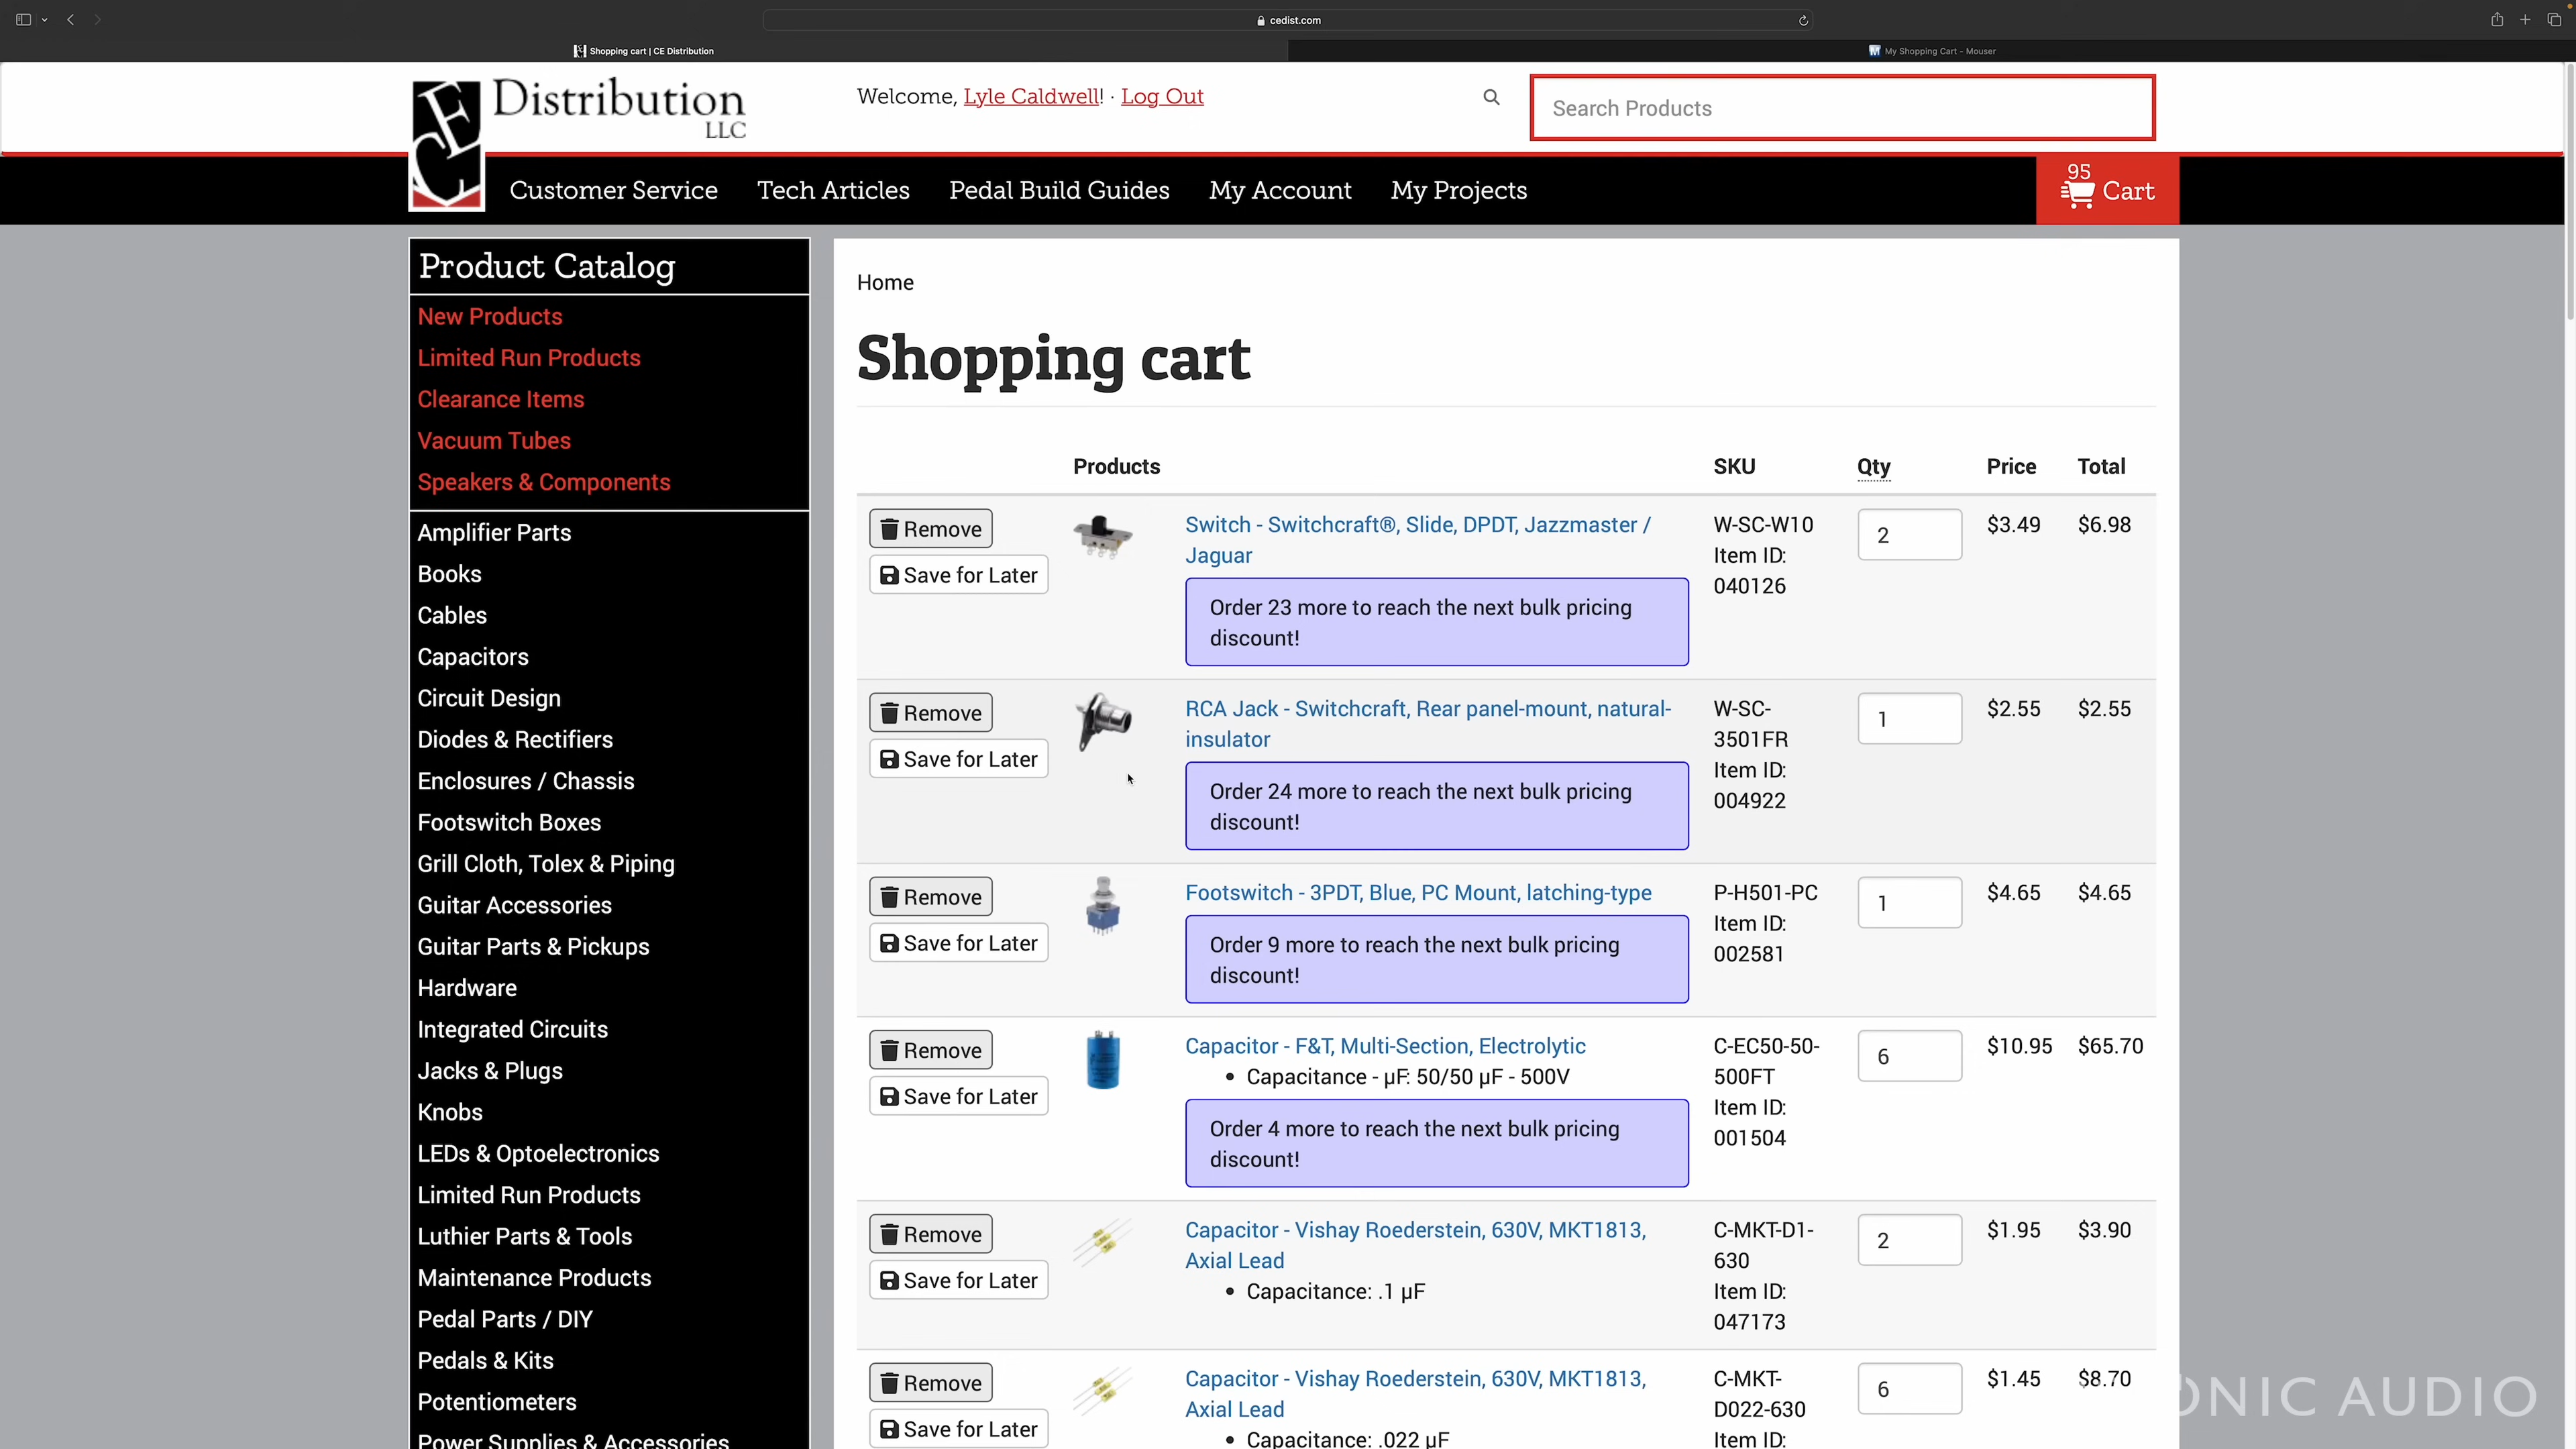 cedist.com
Shopping cart | CE Distribution
My Shopping Cart - Mouser
CE Distribution
LLC
Welcome, Lyle Caldwell! · Log Out
Search Products
Customer Service
Tech Articles
Pedal Build Guides
My Account
My Projects
95
Cart
Product Catalog
New Products
Limited Run Products
Clearance Items
Vacuum Tubes
Speakers & Components
Amplifier Parts
Books
Cables
Capacitors
Circuit Design
Diodes & Rectifiers
Enclosures / Chassis
Footswitch Boxes
Grill Cloth, Tolex & Piping
Guitar Accessories
Guitar Parts & Pickups
Hardware
Integrated Circuits
Jacks & Plugs
Knobs
LEDs & Optoelectronics
Limited Run Products
Luthier Parts & Tools
Maintenance Products
Pedal Parts / DIY
Pedals & Kits
Potentiometers
Power Supplies & Accessories
Home
Shopping cart
Products SKU Qty Price Total
Remove
Save for Later
Switch - Switchcraft®, Slide, DPDT, Jazzmaster /
Jaguar
Order 23 more to reach the next bulk pricing
discount!
W-SC-W10
Item ID:
040126
2
$3.49
$6.98
Remove
Save for Later
RCA Jack - Switchcraft, Rear panel-mount, natural-
insulator
Order 24 more to reach the next bulk pricing
discount!
W-SC-
3501FR
Item ID:
004922
1
$2.55
$2.55
Remove
Save for Later
Footswitch - 3PDT, Blue, PC Mount, latching-type
Order 9 more to reach the next bulk pricing
discount!
P-H501-PC
Item ID:
002581
1
$4.65
$4.65
Remove
Save for Later
Capacitor - F&T, Multi-Section, Electrolytic
• Capacitance - µF: 50/50 µF - 500V
Order 4 more to reach the next bulk pricing
discount!
C-EC50-50-
500FT
Item ID:
001504
6
$10.95
$65.70
Remove
Save for Later
Capacitor - Vishay Roederstein, 630V, MKT1813,
Axial Lead
• Capacitance: .1 µF
C-MKT-D1-
630
Item ID:
047173
2
$1.95
$3.90
Remove
Save for Later
Capacitor - Vishay Roederstein, 630V, MKT1813,
Axial Lead
• Capacitance: .022 µF
C-MKT-
D022-630
Item ID:
6
$1.45
$8.70
ONIC AUDIO